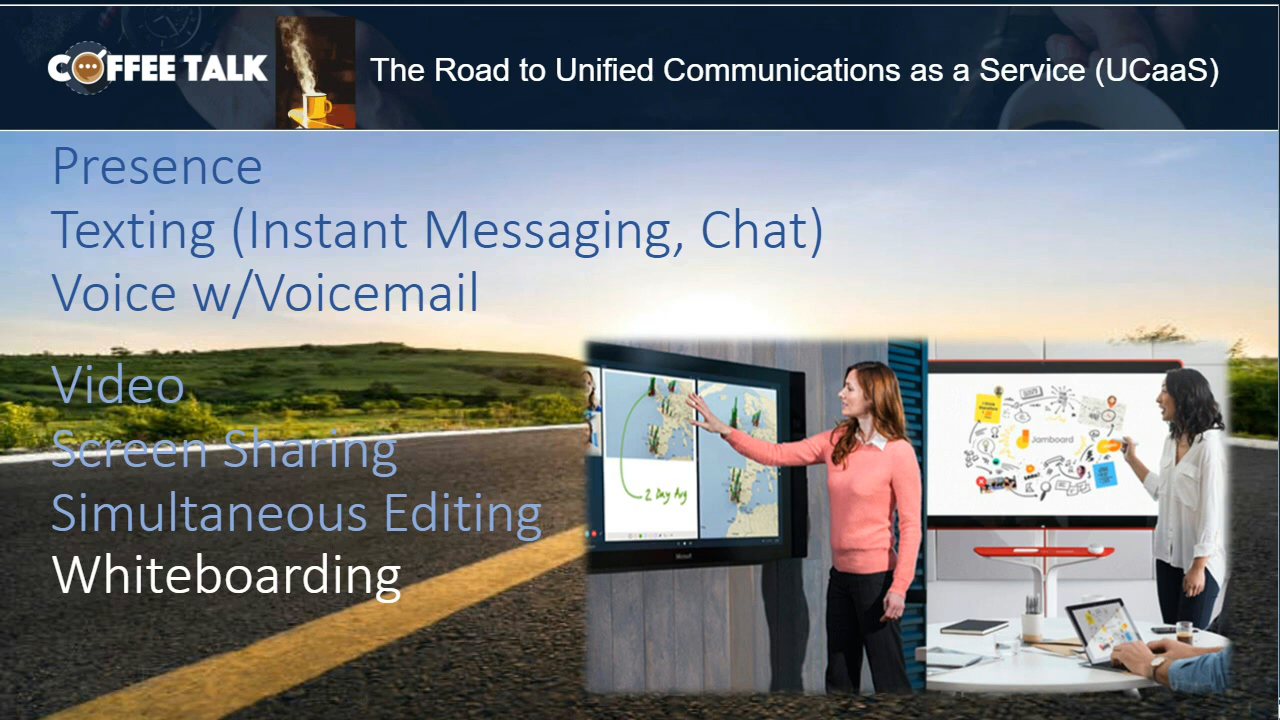 COFFEE TALK
The Road to Unified Communications as a Service (UCaaS)
Presence
Texting (Instant Messaging, Chat)
Voice w/Voicemail
Video
Screen Sharing
Simultaneous Editing
Whiteboarding
2 Day Avg
Microsoft
Jamboard